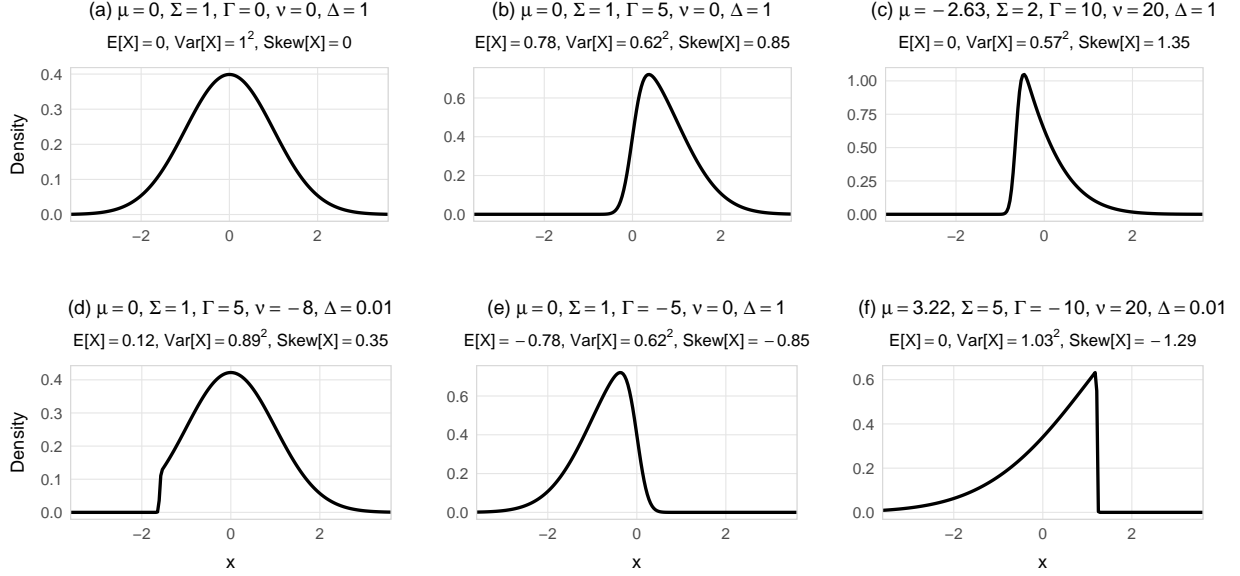 (a) μ = 0, Σ = 1, Γ = 0, ν = 0, Δ = 1
E[X] = 0, Var[X] = 1², Skew[X] = 0
Density
0.4
0.3
0.2
0.1
0.0
−2 0 2
(b) μ = 0, Σ = 1, Γ = 5, ν = 0, Δ = 1
E[X] = 0.78, Var[X] = 0.62², Skew[X] = 0.85
0.6
0.4
0.2
0.0
−2 0 2
(c) μ = −2.63, Σ = 2, Γ = 10, ν = 20, Δ = 1
E[X] = 0, Var[X] = 0.57², Skew[X] = 1.35
1.00
0.75
0.50
0.25
0.00
−2 0 2
(d) μ = 0, Σ = 1, Γ = 5, ν = −8, Δ = 0.01
E[X] = 0.12, Var[X] = 0.89², Skew[X] = 0.35
Density
0.4
0.3
0.2
0.1
0.0
−2 0 2
x
(e) μ = 0, Σ = 1, Γ = −5, ν = 0, Δ = 1
E[X] = −0.78, Var[X] = 0.62², Skew[X] = −0.85
0.6
0.4
0.2
0.0
−2 0 2
x
(f) μ = 3.22, Σ = 5, Γ = −10, ν = 20, Δ = 0.01
E[X] = 0, Var[X] = 1.03², Skew[X] = −1.29
0.6
0.4
0.2
0.0
−2 0 2
x